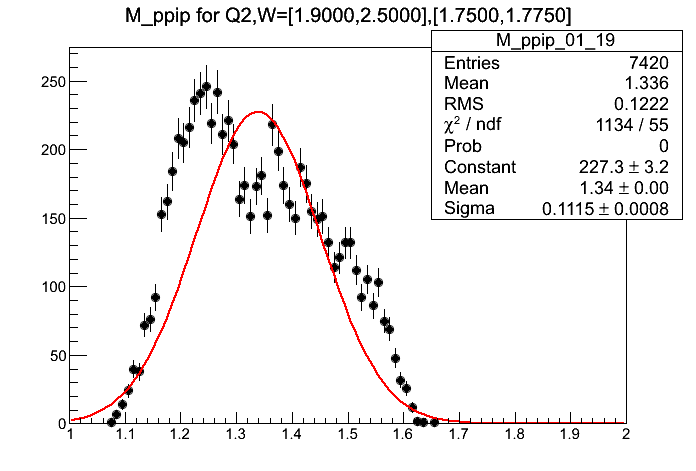 M_ppip for Q2,W=[1.9000,2.5000],[1.7500,1.7750]
M_ppip_01_19
Entries 7420
Mean 1.336
RMS 0.1222
χ² / ndf 1134 / 55
Prob 0
Constant 227.3 ± 3.2
Mean 1.34 ± 0.00
Sigma 0.1115 ± 0.0008
250
200
150
100
50
0
1 1.1 1.2 1.3 1.4 1.5 1.6 1.7 1.8 1.9 2